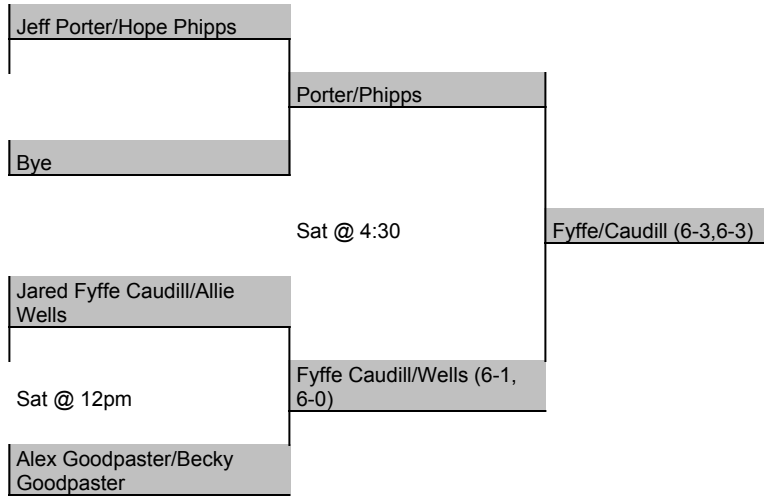 Jeff Porter/Hope Phipps
Porter/Phipps
Bye
Sat @ 4:30
Fyffe/Caudill (6-3,6-3)
Jared Fyffe Caudill/Allie
Wells
Fyffe Caudill/Wells (6-1,
6-0)
Sat @ 12pm
Alex Goodpaster/Becky
Goodpaster